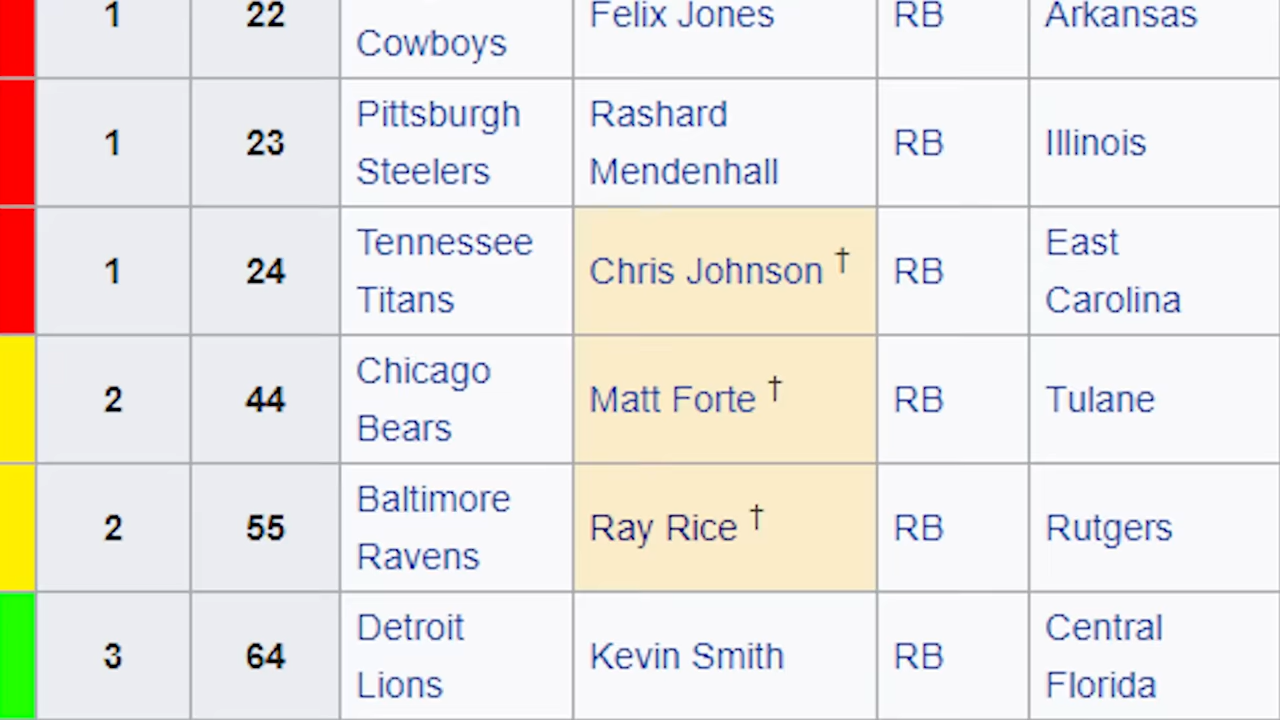 1 22 Cowboys Felix Jones RB Arkansas
Pittsburgh Rashard
1 23 RB Illinois
Steelers Mendenhall
Tennessee East
1 24 Chris Johnson † RB
Titans Carolina
Chicago
2 44 Matt Forte † RB Tulane
Bears
Baltimore
2 55 Ray Rice † RB Rutgers
Ravens
Detroit Central
3 64 Kevin Smith RB
Lions Florida